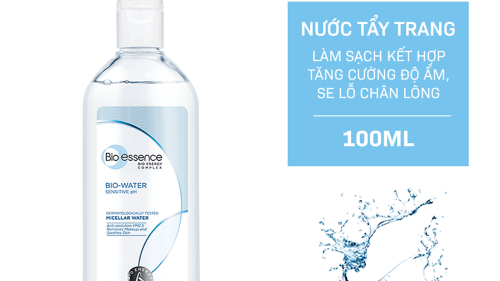 Bio essence
BIO ENERGY
COMPLEX
BIO-WATER
SENSITIVE pH
DERMATOLOGICALLY TESTED
MICELLAR WATER
Anti-pollution PM2.5
Removes Makeup and
Soothes Skin
BIO ENERGY
NƯỚC TẨY TRANG
LÀM SẠCH KẾT HỢP
TĂNG CƯỜNG ĐỘ ẨM,
SE LỖ CHÂN LÔNG
100ML